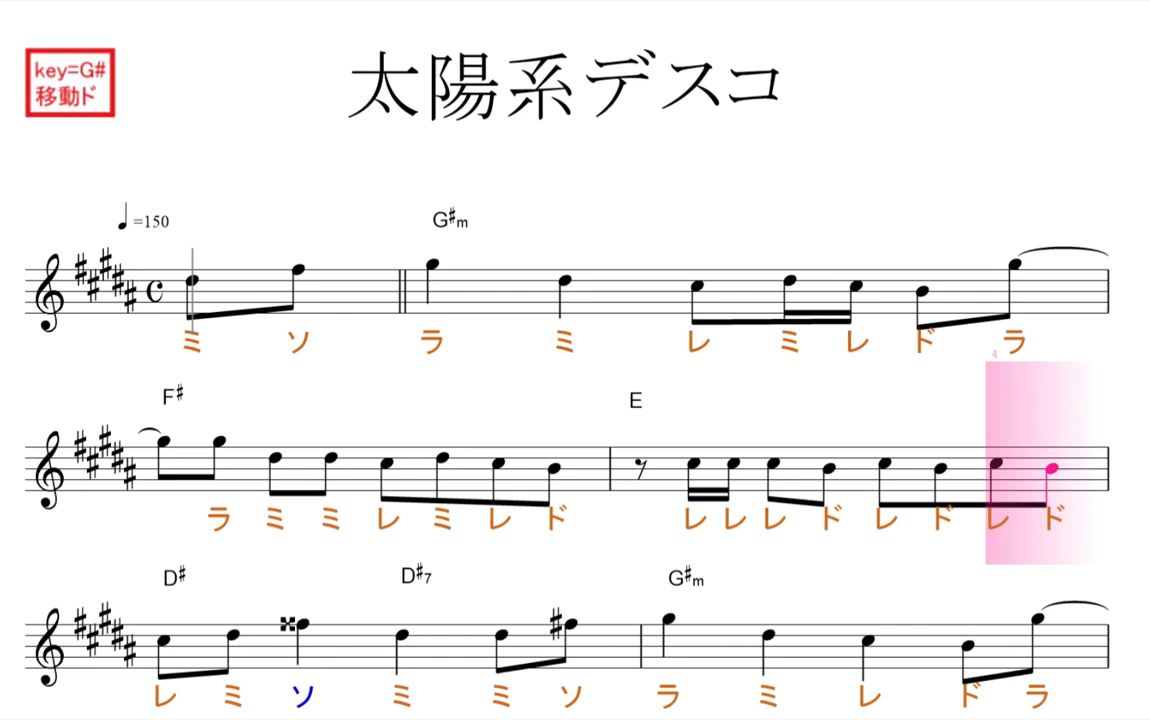 key=G#
移動ド
太陽系デスコ
=150
G#m
ミ ソ ラ ミ レ ミ レ ド ラ
4
F# E
ラ ミ ミ レ ミ レ ド レ レ レ ド レ ド レ ド
D# D#7 G#m
レ ミ ソ ミ ミ ソ ラ ミ レ ド ラ